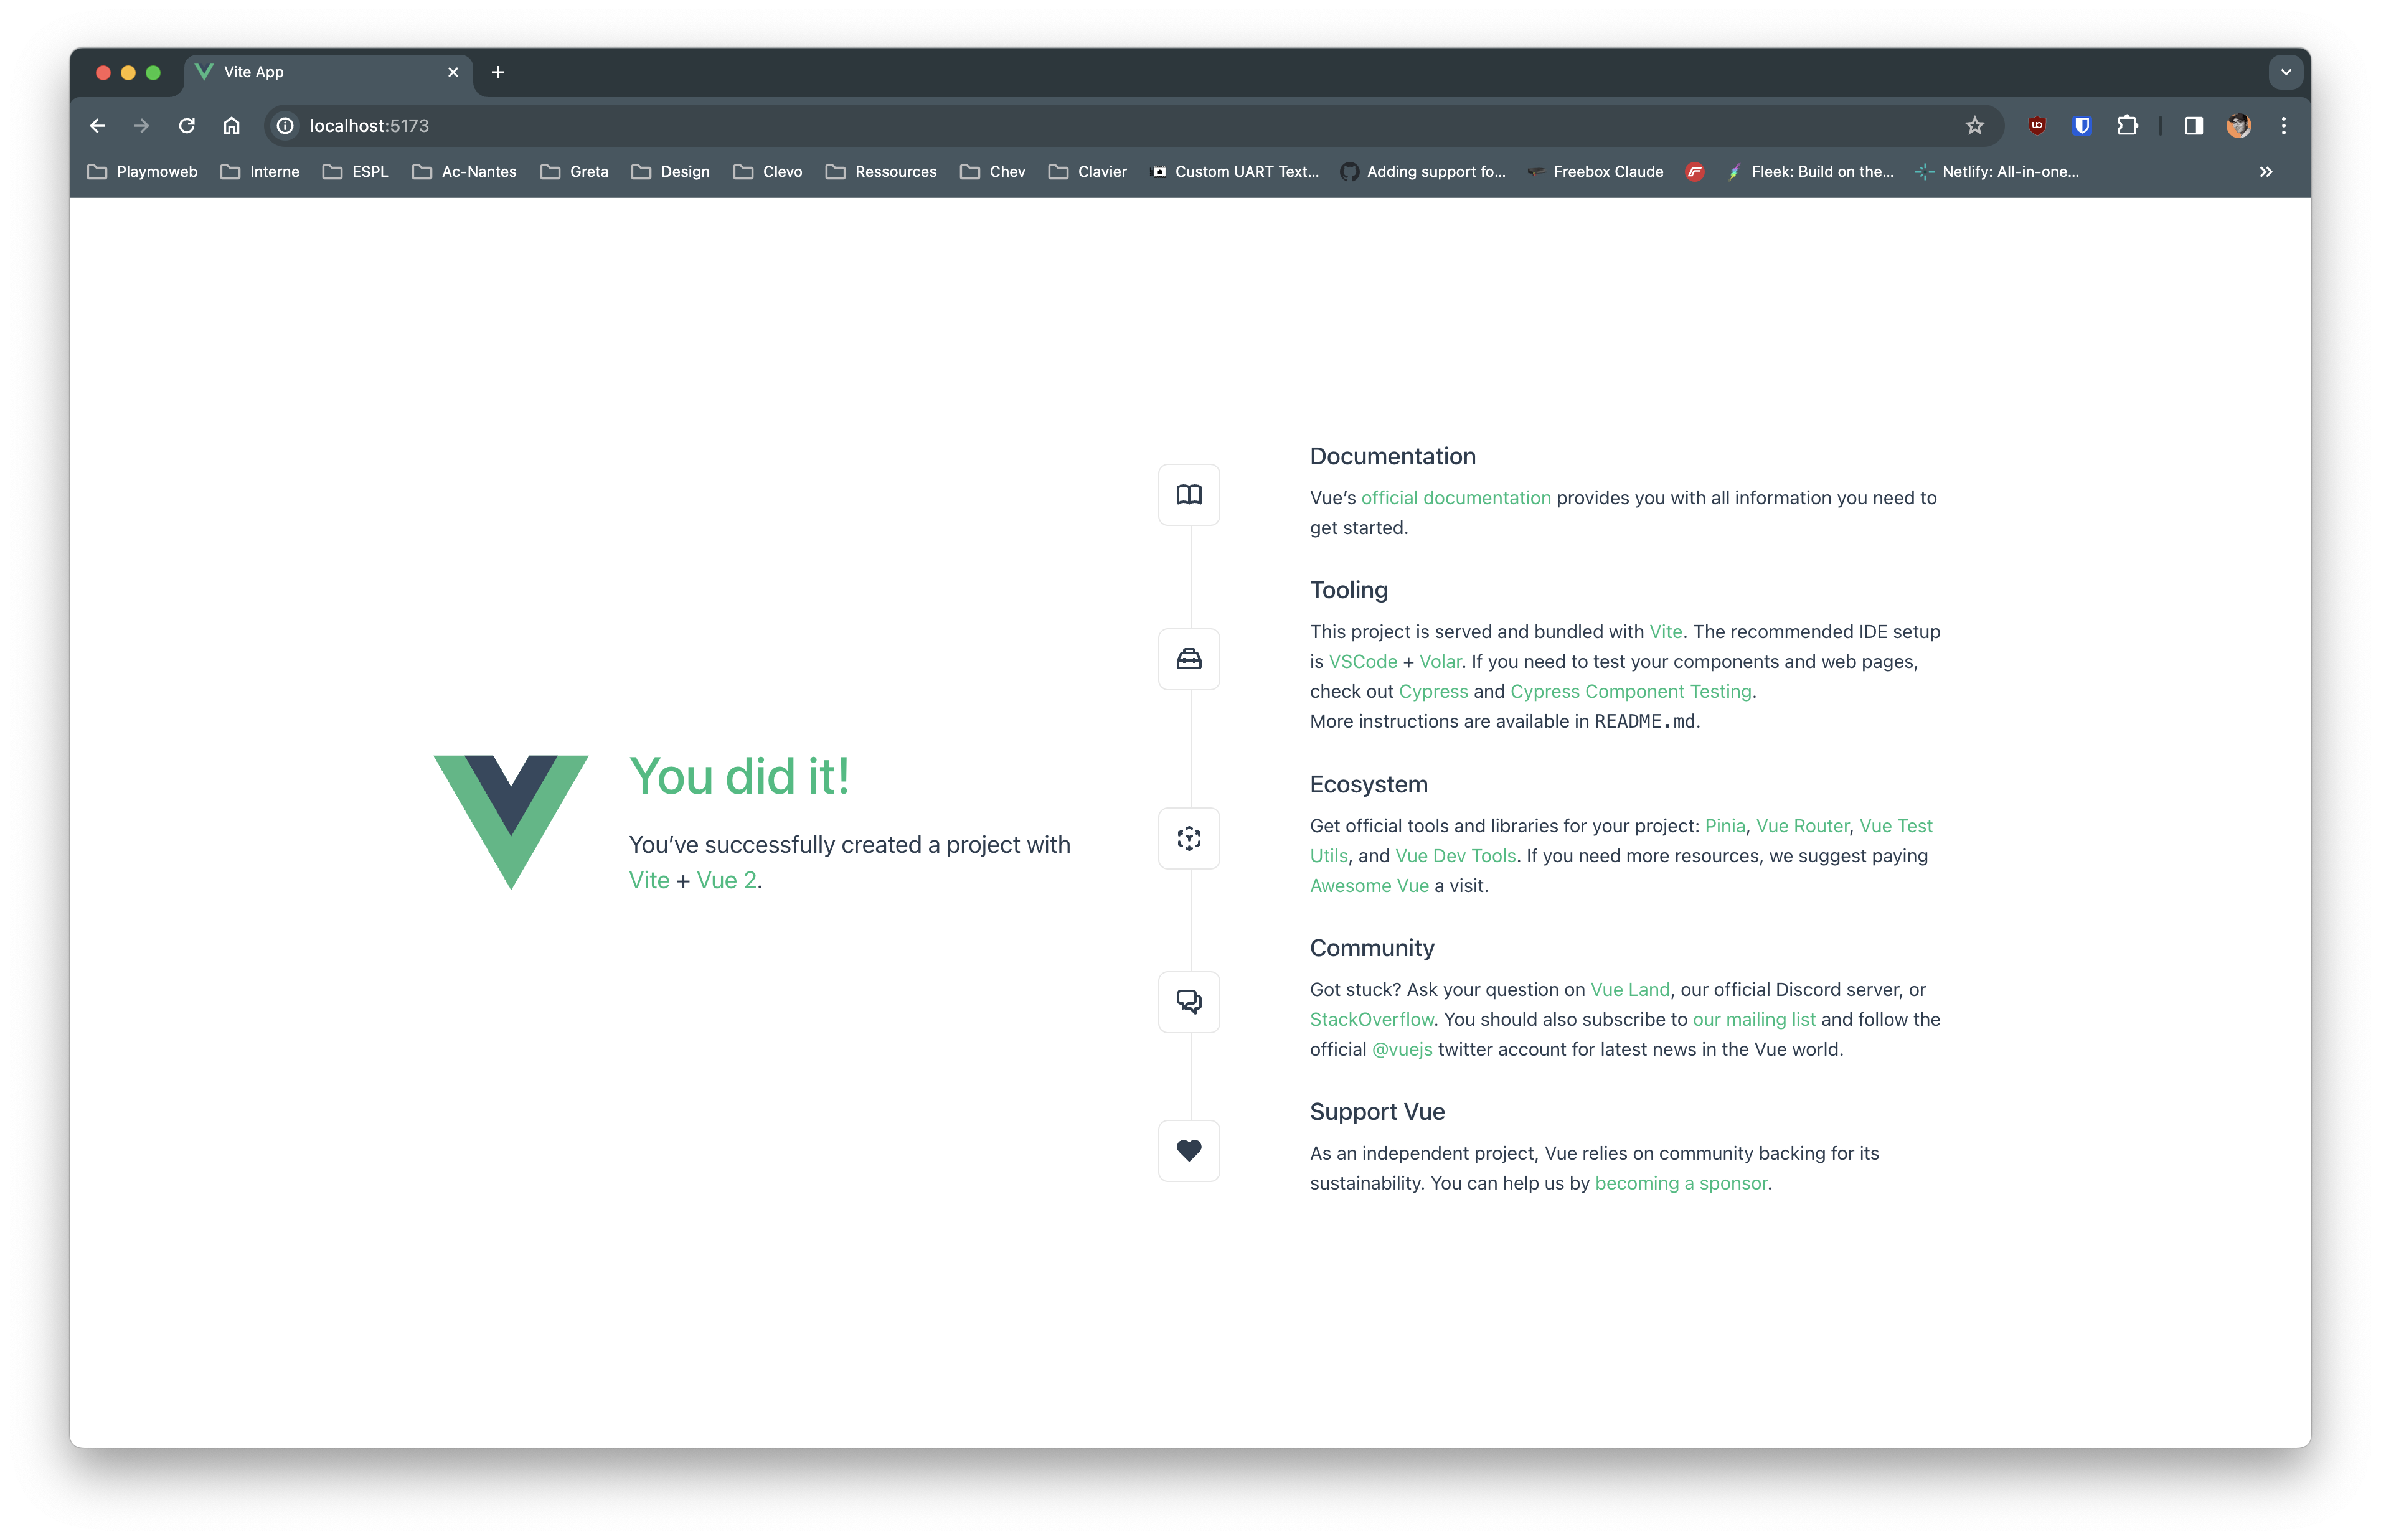 Vite App
localhost:5173
Playmoweb Interne ESPL Ac-Nantes Greta Design Clevo Ressources Chev Clavier Custom UART Text... Adding support fo... Freebox Claude Fleek: Build on the... Netlify: All-in-one...
You did it!
You’ve successfully created a project with
Vite + Vue 2.
Documentation
Vue’s official documentation provides you with all information you need to
get started.
Tooling
This project is served and bundled with Vite. The recommended IDE setup
is VSCode + Volar. If you need to test your components and web pages,
check out Cypress and Cypress Component Testing.
More instructions are available in README.md.
Ecosystem
Get official tools and libraries for your project: Pinia, Vue Router, Vue Test
Utils, and Vue Dev Tools. If you need more resources, we suggest paying
Awesome Vue a visit.
Community
Got stuck? Ask your question on Vue Land, our official Discord server, or
StackOverflow. You should also subscribe to our mailing list and follow the
official @vuejs twitter account for latest news in the Vue world.
Support Vue
As an independent project, Vue relies on community backing for its
sustainability. You can help us by becoming a sponsor.